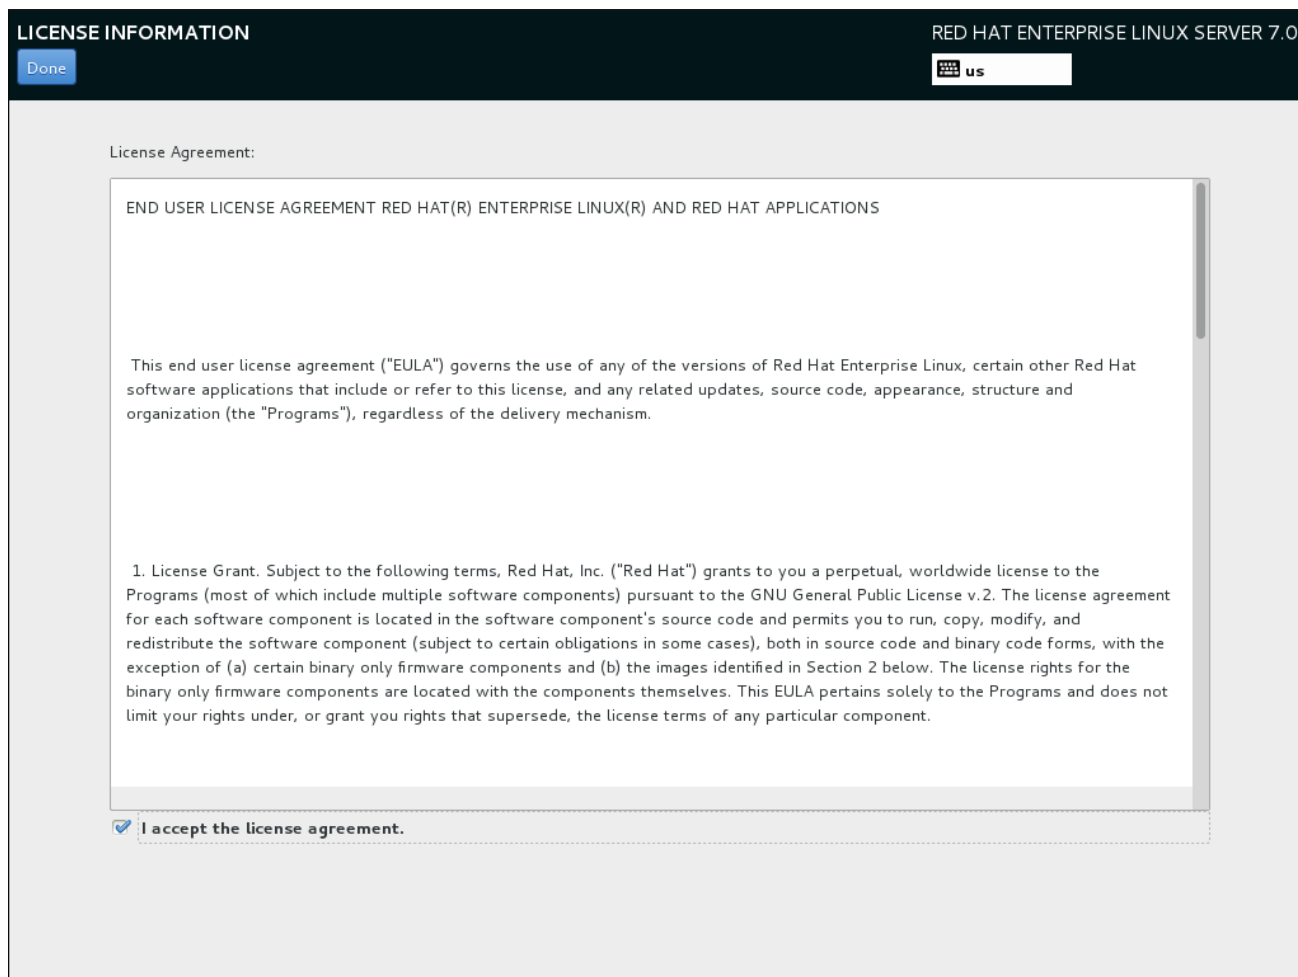 LICENSE INFORMATION
RED HAT ENTERPRISE LINUX SERVER 7.0
Done
us
License Agreement:
END USER LICENSE AGREEMENT RED HAT(R) ENTERPRISE LINUX(R) AND RED HAT APPLICATIONS
This end user license agreement ("EULA") governs the use of any of the versions of Red Hat Enterprise Linux, certain other Red Hat
software applications that include or refer to this license, and any related updates, source code, appearance, structure and
organization (the "Programs"), regardless of the delivery mechanism.
1. License Grant. Subject to the following terms, Red Hat, Inc. ("Red Hat") grants to you a perpetual, worldwide license to the
Programs (most of which include multiple software components) pursuant to the GNU General Public License v.2. The license agreement
for each software component is located in the software component's source code and permits you to run, copy, modify, and
redistribute the software component (subject to certain obligations in some cases), both in source code and binary code forms, with the
exception of (a) certain binary only firmware components and (b) the images identified in Section 2 below. The license rights for the
binary only firmware components are located with the components themselves. This EULA pertains solely to the Programs and does not
limit your rights under, or grant you rights that supersede, the license terms of any particular component.
I accept the license agreement.